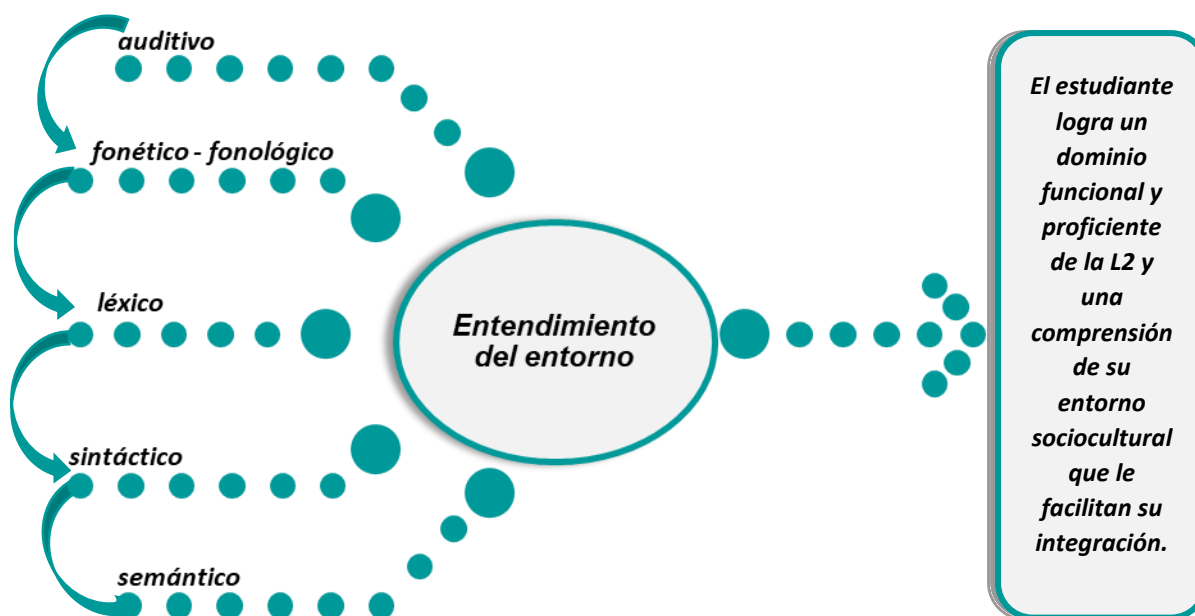 auditivo
fonético - fonológico
léxico
sintáctico
semántico
Entendimiento
del entorno
El estudiante
logra un
dominio
funcional y
proficiente
de la L2 y
una
comprensión
de su
entorno
sociocultural
que le
facilitan su
integración.